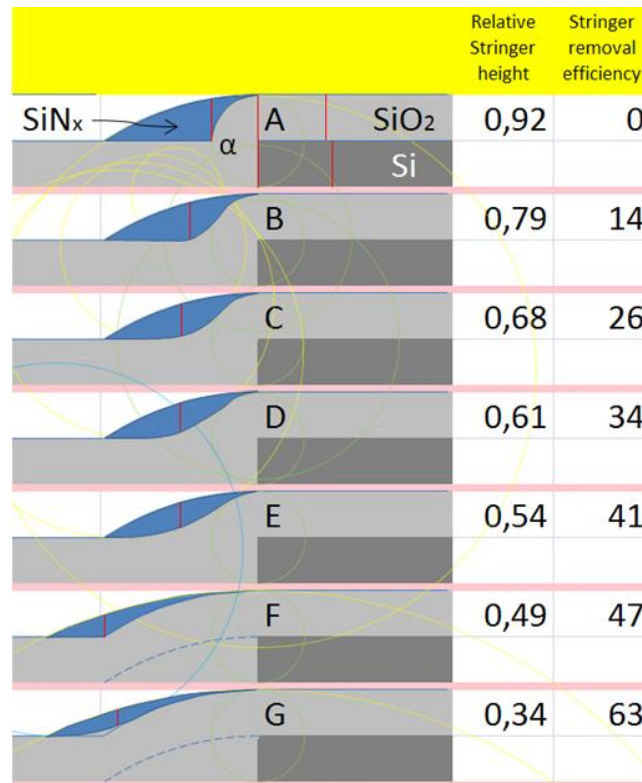 Relative Stringer
Stringer removal
height efficiency
SiNₓ A SiO₂ 0,92 0
α
Si
B 0,79 14
C 0,68 26
D 0,61 34
E 0,54 41
F 0,49 47
G 0,34 63